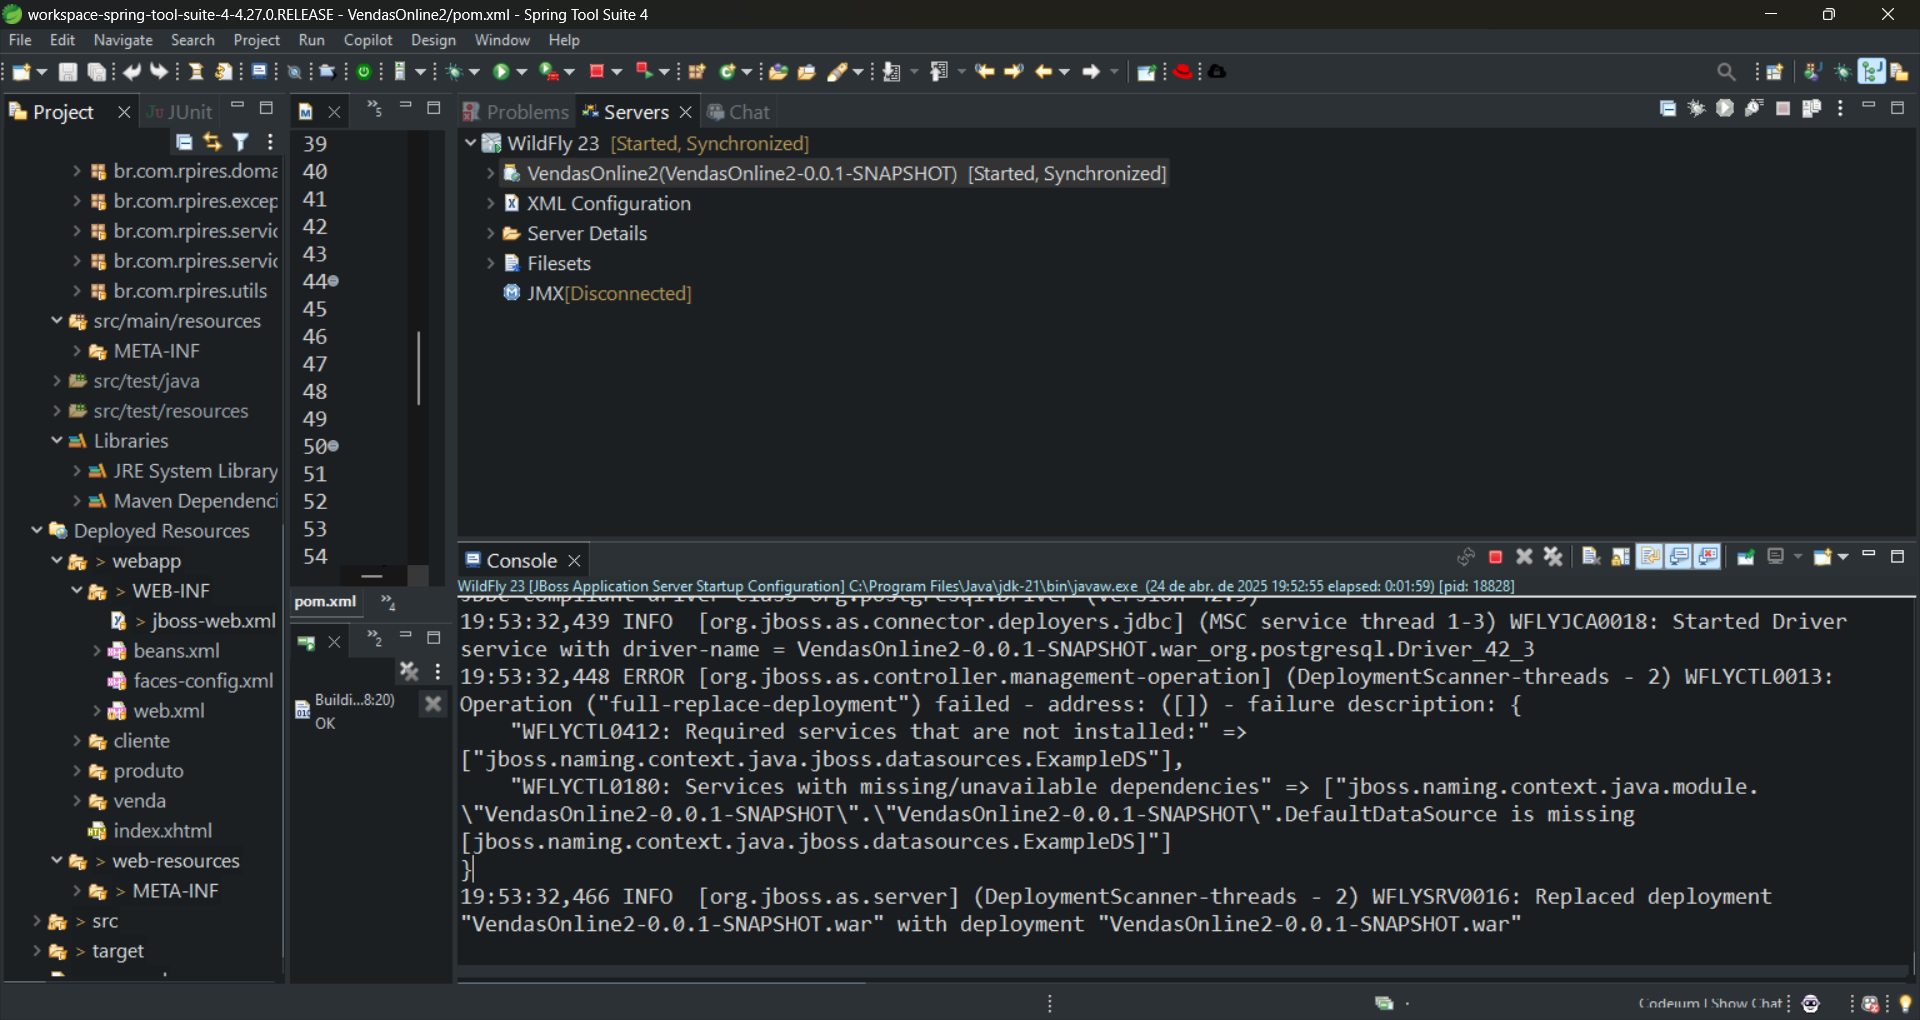 workspace-spring-tool-suite-4-4.27.0.RELEASE - VendasOnline2/pom.xml - Spring Tool Suite 4
File Edit Navigate Search Project Run Copilot Design Window Help
Project
JUnit
br.com.rpires.doma
br.com.rpires.excep
br.com.rpires.servic
br.com.rpires.servic
br.com.rpires.utils
src/main/resources
META-INF
src/test/java
src/test/resources
Libraries
JRE System Library
Maven Dependenci
Deployed Resources
> webapp
> WEB-INF
> jboss-web.xml
beans.xml
faces-config.xml
web.xml
cliente
produto
venda
index.xhtml
> web-resources
> META-INF
> src
> target
»5
39
40
41
42
43
44
45
46
47
48
49
50
51
52
53
54
pom.xml
»4
»2
Buildi...8:20)
OK
Problems
Servers
Chat
WildFly 23 [Started, Synchronized]
VendasOnline2(VendasOnline2-0.0.1-SNAPSHOT) [Started, Synchronized]
XML Configuration
Server Details
Filesets
JMX[Disconnected]
Console
WildFly 23 [JBoss Application Server Startup Configuration] C:\Program Files\Java\jdk-21\bin\javaw.exe (24 de abr. de 2025 19:52:55 elapsed: 0:01:59) [pid: 18828]
19:53:32,439 INFO [org.jboss.as.connector.deployers.jdbc] (MSC service thread 1-3) WFLYJCA0018: Started Driver
service with driver-name = VendasOnline2-0.0.1-SNAPSHOT.war_org.postgresql.Driver_42_3
19:53:32,448 ERROR [org.jboss.as.controller.management-operation] (DeploymentScanner-threads - 2) WFLYCTL0013:
Operation ("full-replace-deployment") failed - address: ([]) - failure description: {
"WFLYCTL0412: Required services that are not installed:" =>
["jboss.naming.context.java.jboss.datasources.ExampleDS"],
"WFLYCTL0180: Services with missing/unavailable dependencies" => ["jboss.naming.context.java.module.
\"VendasOnline2-0.0.1-SNAPSHOT\".\"VendasOnline2-0.0.1-SNAPSHOT\".DefaultDataSource is missing
[jboss.naming.context.java.jboss.datasources.ExampleDS]"]
}
19:53:32,466 INFO [org.jboss.as.server] (DeploymentScanner-threads - 2) WFLYSRV0016: Replaced deployment
"VendasOnline2-0.0.1-SNAPSHOT.war" with deployment "VendasOnline2-0.0.1-SNAPSHOT.war"
Codeium | Show Chat